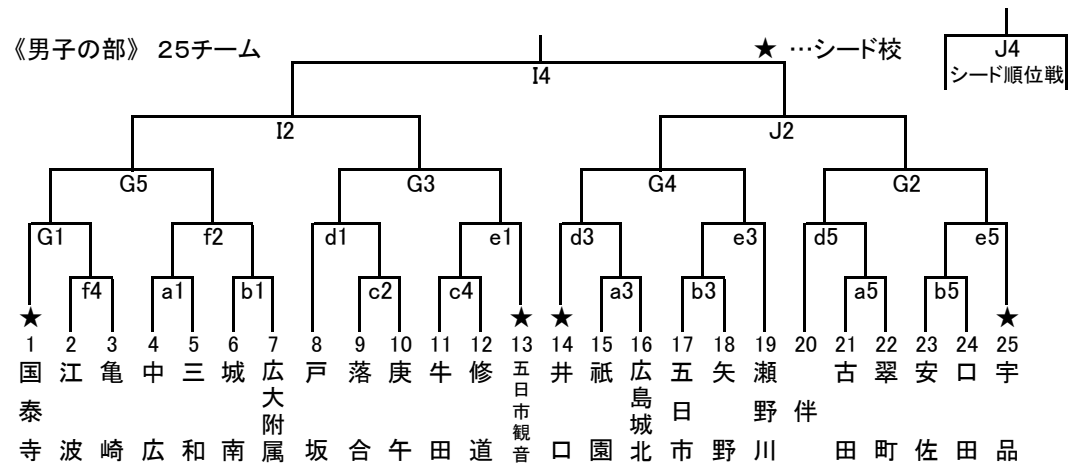 《男子の部》 25チーム
★ …シード校
J4
シード順位戦
I4
I2 J2
G5 G3 G4 G2
G1 f2 d1 e1 d3 e3 d5 e5
f4 a1 b1 c2 c4 a3 b3 a5 b5
★ ★ ★ ★
1 2 3 4 5 6 7 8 9 10 11 12 13 14 15 16 17 18 19 20 21 22 23 24 25
国泰寺
江波
亀崎
中広
三和
城南
広大附属
戸坂
落合
庚午
牛田
修道
五日市観音
井口
祇園
広島城北
五日市
矢野
瀬野川
伴
古田
翠町
安佐
口田
宇品